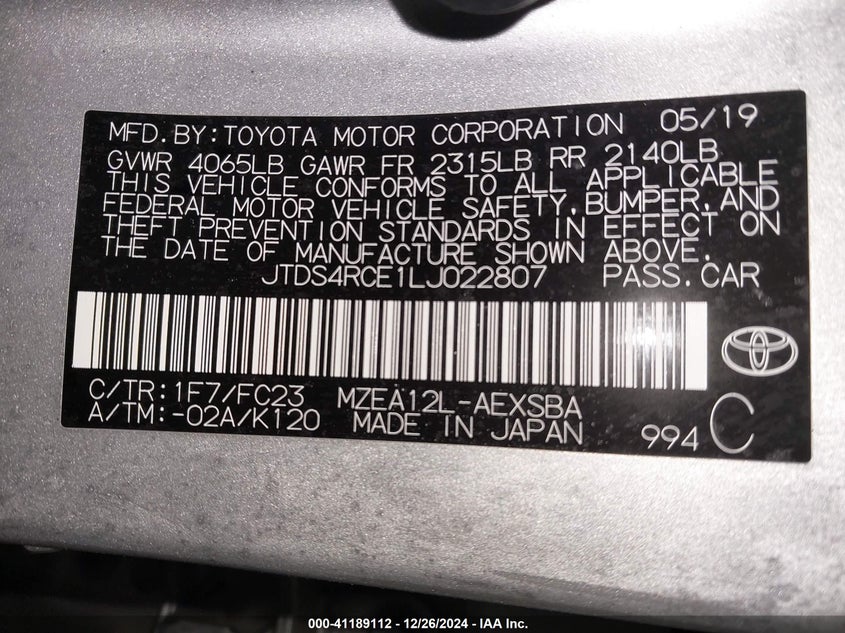 MFD.BY:TOYOTA MOTOR CORPORATION 05/19
GVWR 4065LB GAWR FR 2315LB RR 2140LB
THIS VEHICLE CONFORMS TO ALL APPLICABLE
FEDERAL MOTOR VEHICLE SAFETY,BUMPER,AND
THEFT PREVENTION STANDARDS IN EFFECT ON
THE DATE OF MANUFACTURE SHOWN ABOVE.
JTDS4RCE1LJ022807 PASS.CAR
C/TR:1F7/FC23 MZEA12L-AEXSBA
A/TM:-02A/K120 MADE IN JAPAN 994 C
000-41189112 - 12/26/2024 - IAA Inc.